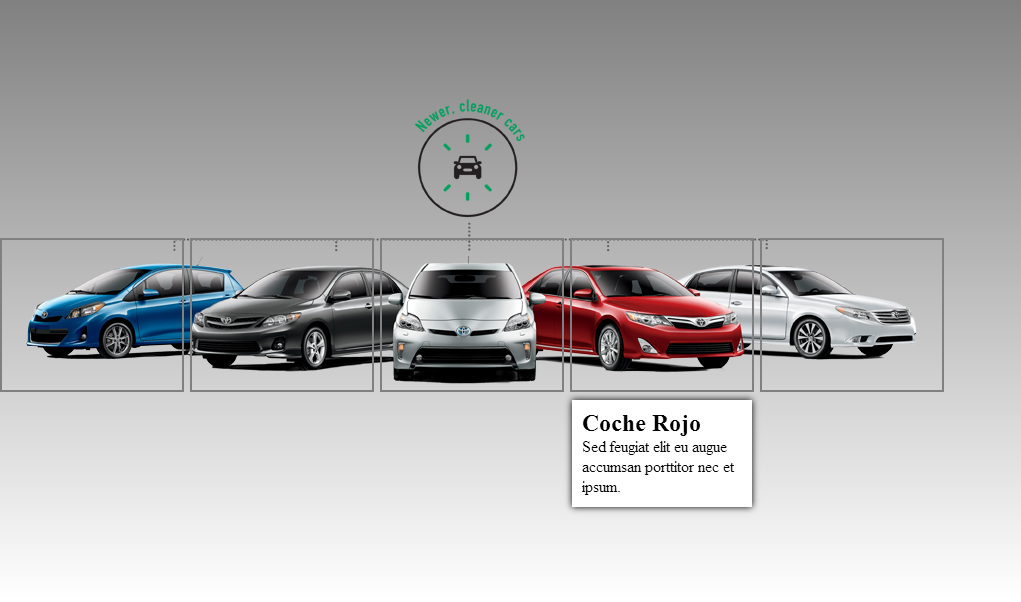 Newer, cleaner cars
Coche Rojo
Sed feugiat elit eu augue
accumsan porttitor nec et
ipsum.